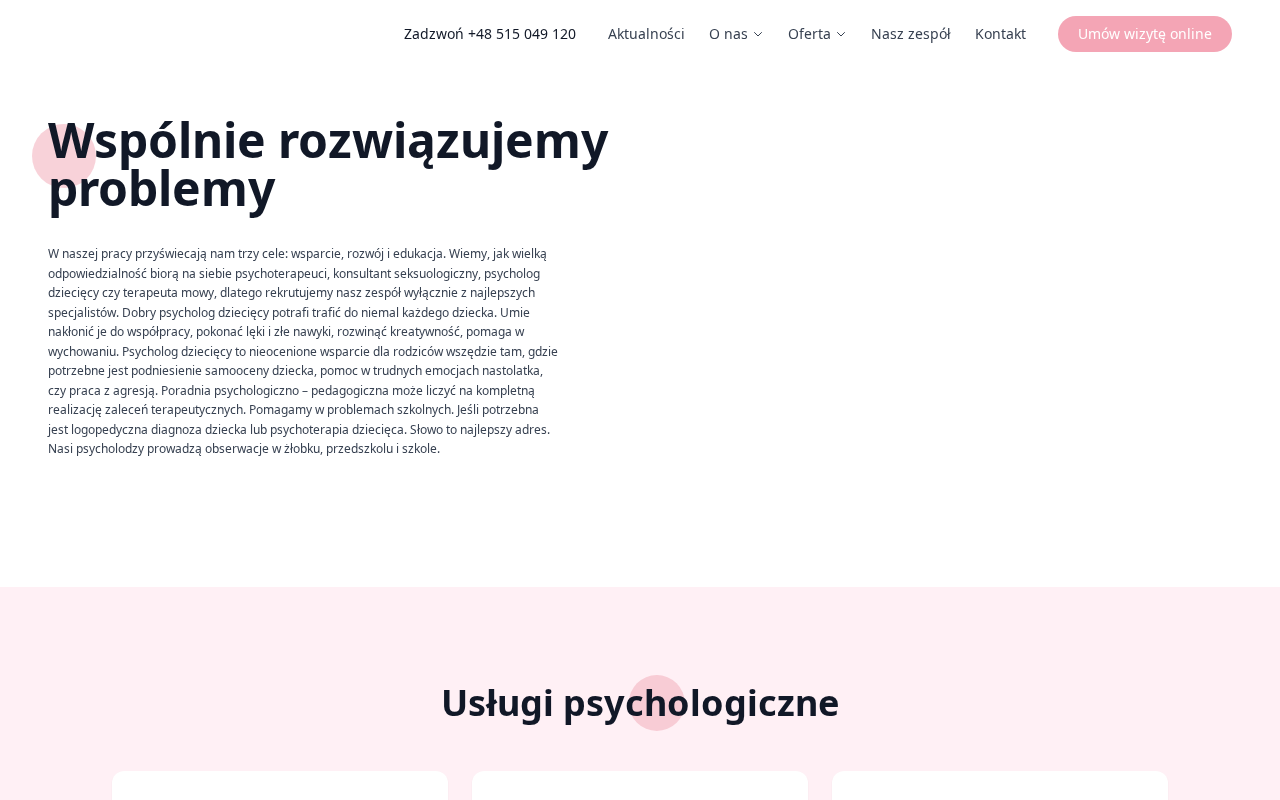 Zadzwoń +48 515 049 120
Aktualności
O nas
Oferta
Nasz zespół
Kontakt
Umów wizytę online
Wspólnie rozwiązujemy
problemy
W naszej pracy przyświecają nam trzy cele: wsparcie, rozwój i edukacja. Wiemy, jak wielką
odpowiedzialność biorą na siebie psychoterapeuci, konsultant seksuologiczny, psycholog
dziecięcy czy terapeuta mowy, dlatego rekrutujemy nasz zespół wyłącznie z najlepszych
specjalistów. Dobry psycholog dziecięcy potrafi trafić do niemal każdego dziecka. Umie
nakłonić je do współpracy, pokonać lęki i złe nawyki, rozwinąć kreatywność, pomaga w
wychowaniu. Psycholog dziecięcy to nieocenione wsparcie dla rodziców wszędzie tam, gdzie
potrzebne jest podniesienie samooceny dziecka, pomoc w trudnych emocjach nastolatka,
czy praca z agresją. Poradnia psychologiczno – pedagogiczna może liczyć na kompletną
realizację zaleceń terapeutycznych. Pomagamy w problemach szkolnych. Jeśli potrzebna
jest logopedyczna diagnoza dziecka lub psychoterapia dziecięca. Słowo to najlepszy adres.
Nasi psycholodzy prowadzą obserwacje w żłobku, przedszkolu i szkole.
Usługi psychologiczne